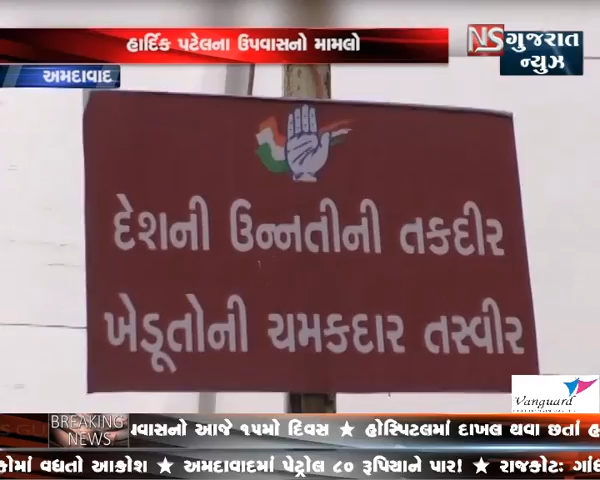 હાર્દિક પટેલના ઉપવાસનો મામલો
NS ગુજરાત
ન્યુઝ
અમદાવાદ
દેશની ઉન્નતીની તકદીર
ખેડૂતોની ચમકદાર તસ્વીર
Vanguard
BREAKING
NEWS
વાસનો આજે ૧૫મો દિવસ ★ હોસ્પિટલમાં દાખલ થવા છતાં હ
કોમાં વધતો આક્રોશ ★ અમદાવાદમાં પેટ્રોલ ૮૦ રૂપિયાને પાર! ★ રાજકોટઃ ગાંધ